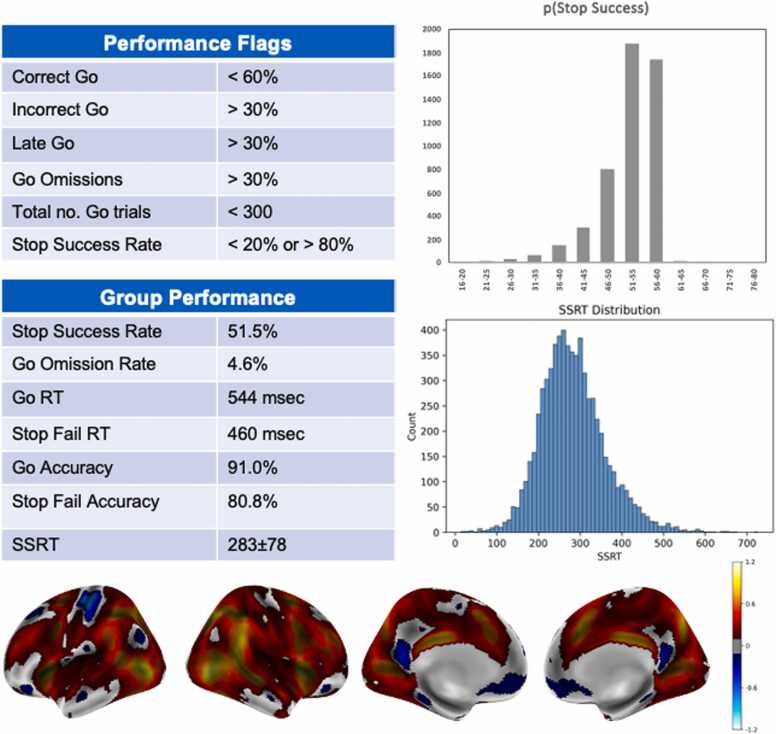 Performance Flags
Correct Go < 60%
Incorrect Go > 30%
Late Go > 30%
Go Omissions > 30%
Total no. Go trials < 300
Stop Success Rate < 20% or > 80%
Group Performance
Stop Success Rate 51.5%
Go Omission Rate 4.6%
Go RT 544 msec
Stop Fail RT 460 msec
Go Accuracy 91.0%
Stop Fail Accuracy 80.8%
SSRT 283±78
p(Stop Success)
2000
1800
1600
1400
1200
1000
800
600
400
200
0
16-20 21-25 26-30 31-35 36-40 41-45 46-50 51-55 56-60 61-65 66-70 71-75 76-80
SSRT Distribution
Count
400
350
300
250
200
150
100
50
0
0 100 200 300 400 500 600 700
SSRT
1.2
0.6
0
-0.6
-1.2